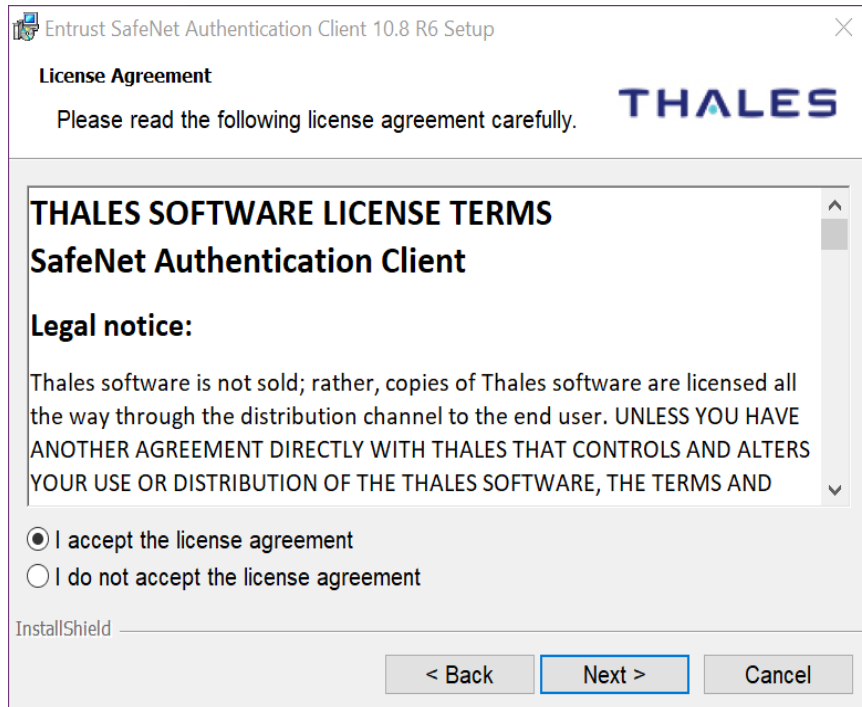 Entrust SafeNet Authentication Client 10.8 R6 Setup
License Agreement
Please read the following license agreement carefully.
THALES
THALES SOFTWARE LICENSE TERMS
SafeNet Authentication Client
Legal notice:
Thales software is not sold; rather, copies of Thales software are licensed all
the way through the distribution channel to the end user. UNLESS YOU HAVE
ANOTHER AGREEMENT DIRECTLY WITH THALES THAT CONTROLS AND ALTERS
YOUR USE OR DISTRIBUTION OF THE THALES SOFTWARE, THE TERMS AND
I accept the license agreement
I do not accept the license agreement
InstallShield
< Back
Next >
Cancel